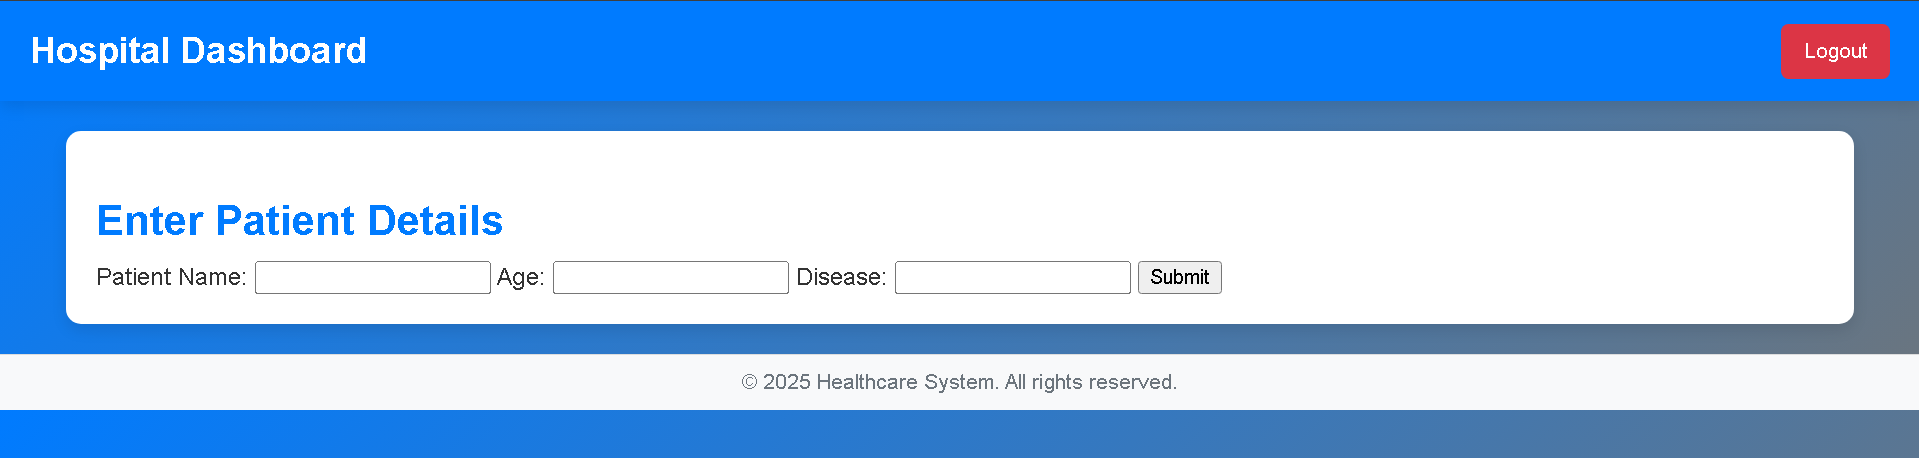 Hospital Dashboard
Logout
Enter Patient Details
Patient Name: Age: Disease: Submit
© 2025 Healthcare System. All rights reserved.